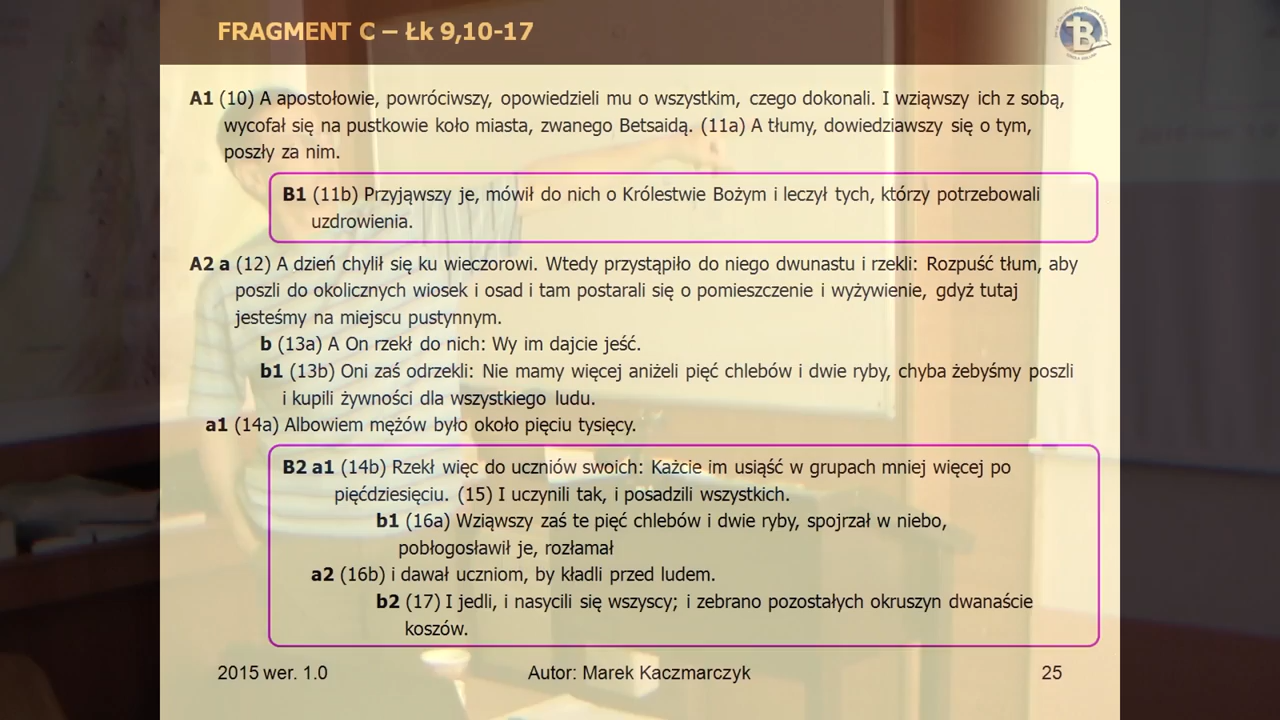 FRAGMENT C – Łk 9,10-17
A1 (10) A apostołowie, powróciwszy, opowiedzieli mu o wszystkim, czego dokonali. I wziąwszy ich z sobą,
wycofał się na pustkowie koło miasta, zwanego Betsaidą. (11a) A tłumy, dowiedziawszy się o tym,
poszły za nim.
B1 (11b) Przyjąwszy je, mówił do nich o Królestwie Bożym i leczył tych, którzy potrzebowali
uzdrowienia.
A2 a (12) A dzień chylił się ku wieczorowi. Wtedy przystąpiło do niego dwunastu i rzekli: Rozpuść tłum, aby
poszli do okolicznych wiosek i osad i tam postarali się o pomieszczenie i wyżywienie, gdyż tutaj
jesteśmy na miejscu pustynnym.
b (13a) A On rzekł do nich: Wy im dajcie jeść.
b1 (13b) Oni zaś odrzekli: Nie mamy więcej aniżeli pięć chlebów i dwie ryby, chyba żebyśmy poszli
i kupili żywności dla wszystkiego ludu.
a1 (14a) Albowiem mężów było około pięciu tysięcy.
B2 a1 (14b) Rzekł więc do uczniów swoich: Każcie im usiąść w grupach mniej więcej po
pięćdziesięciu. (15) I uczynili tak, i posadzili wszystkich.
b1 (16a) Wziąwszy zaś te pięć chlebów i dwie ryby, spojrzał w niebo,
pobłogosławił je, rozłamał
a2 (16b) i dawał uczniom, by kładli przed ludem.
b2 (17) I jedli, i nasycili się wszyscy; i zebrano pozostałych okruszyn dwanaście
koszów.
2015 wer. 1.0 Autor: Marek Kaczmarczyk 25